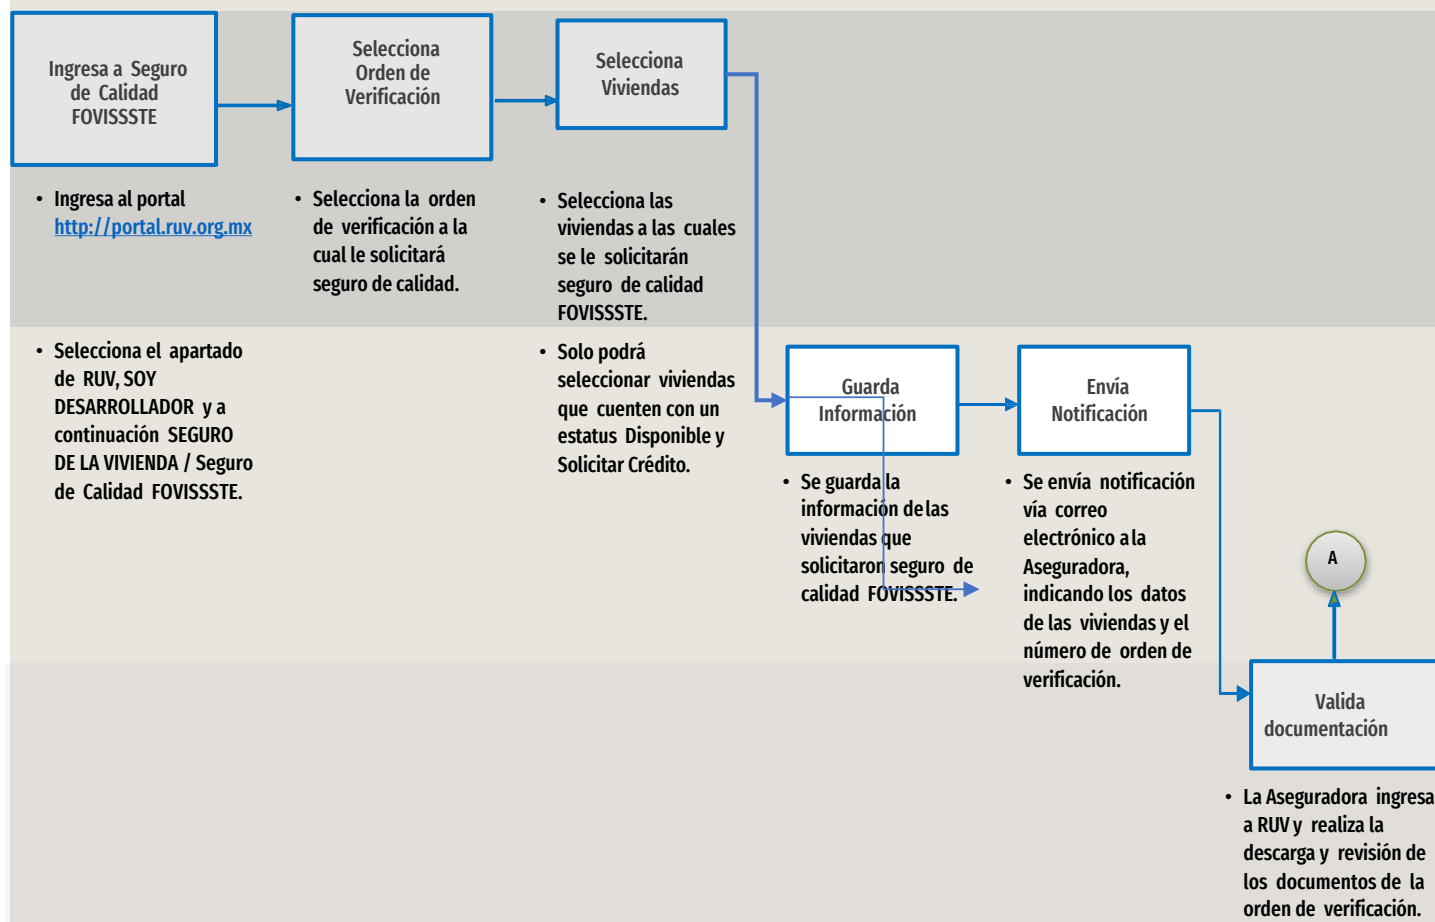 Ingresa a Seguro
de Calidad
FOVISSSTE
Selecciona
Orden de
Verificación
Selecciona
Viviendas
• Ingresa al portal
http://portal.ruv.org.mx
• Selecciona el apartado
de RUV, SOY
DESARROLLADOR y a
continuación SEGURO
DE LA VIVIENDA / Seguro
de Calidad FOVISSSTE.
• Selecciona la orden
de verificación a la
cual le solicitará
seguro de calidad.
• Selecciona las
viviendas a las cuales
se le solicitarán
seguro de calidad
FOVISSSTE.
• Solo podrá
seleccionar viviendas
que cuenten con un
estatus Disponible y
Solicitar Crédito.
Guarda
Información
Envía
Notificación
• Se guarda la
información de las
viviendas que
solicitaron seguro de
calidad FOVISSSTE.
• Se envía notificación
vía correo
electrónico a la
Aseguradora,
indicando los datos
de las viviendas y el
número de orden de
verificación.
A
Valida
documentación
• La Aseguradora ingresa
a RUV y realiza la
descarga y revisión de
los documentos de la
orden de verificación.